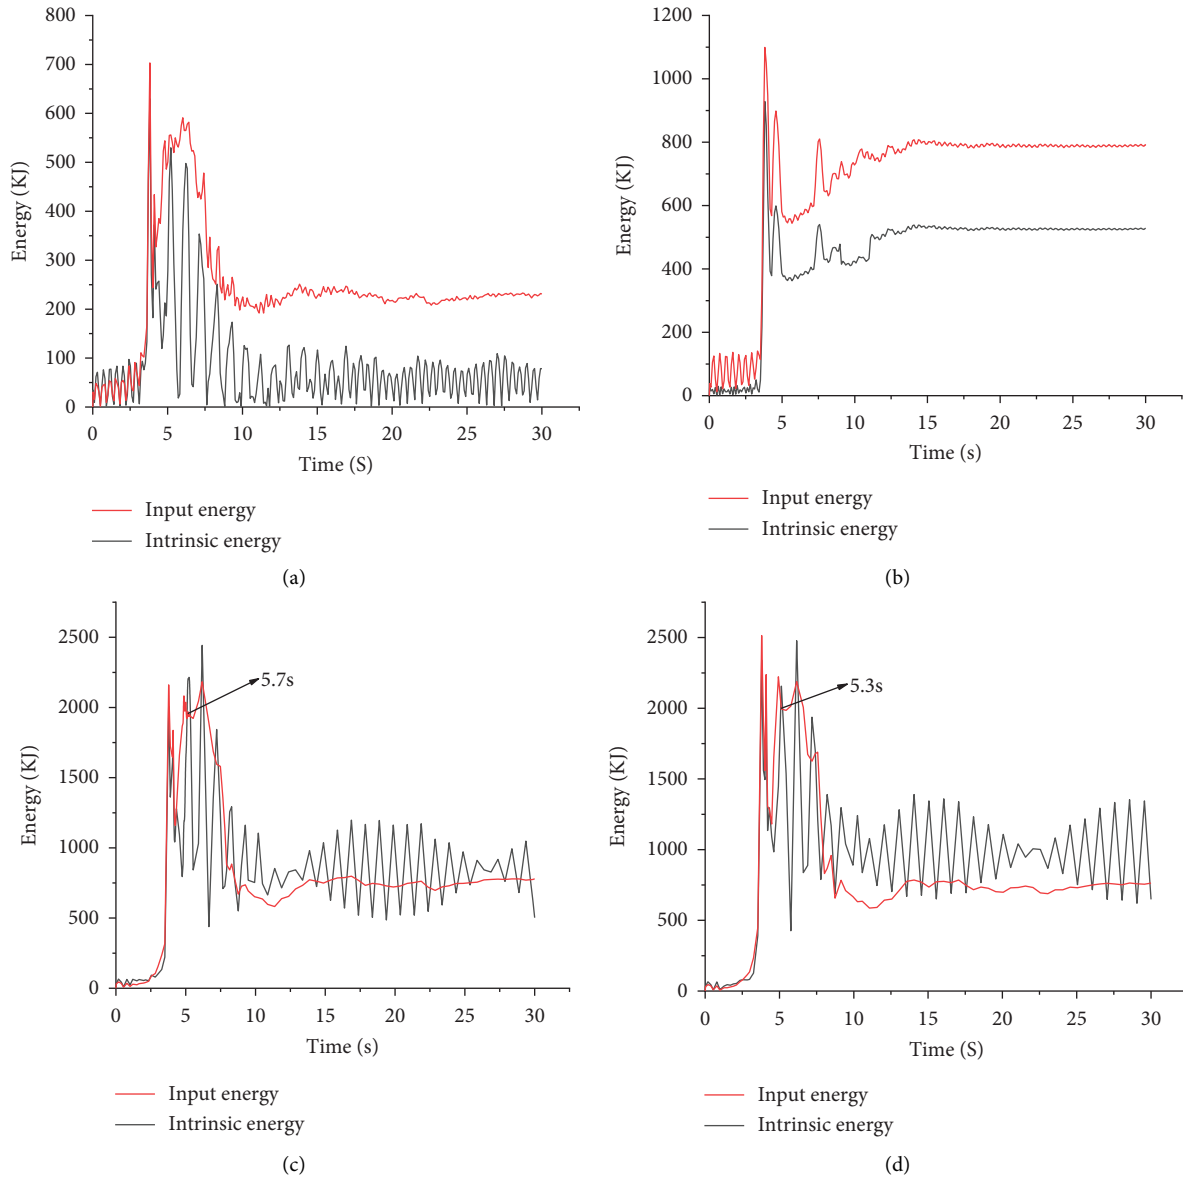 800
700
600
500
400
300
200
100
0
Energy (KJ)
0 5 10 15 20 25 30
Time (S)
Input energy
Intrinsic energy
(a)
1200
1000
800
600
400
200
0
Energy (KJ)
0 5 10 15 20 25 30
Time (s)
Input energy
Intrinsic energy
(b)
2500
2000
1500
1000
500
0
Energy (KJ)
5.7s
0 5 10 15 20 25 30
Time (s)
Input energy
Intrinsic energy
(c)
2500
2000
1500
1000
500
0
Energy (KJ)
5.3s
0 5 10 15 20 25 30
Time (S)
Input energy
Intrinsic energy
(d)